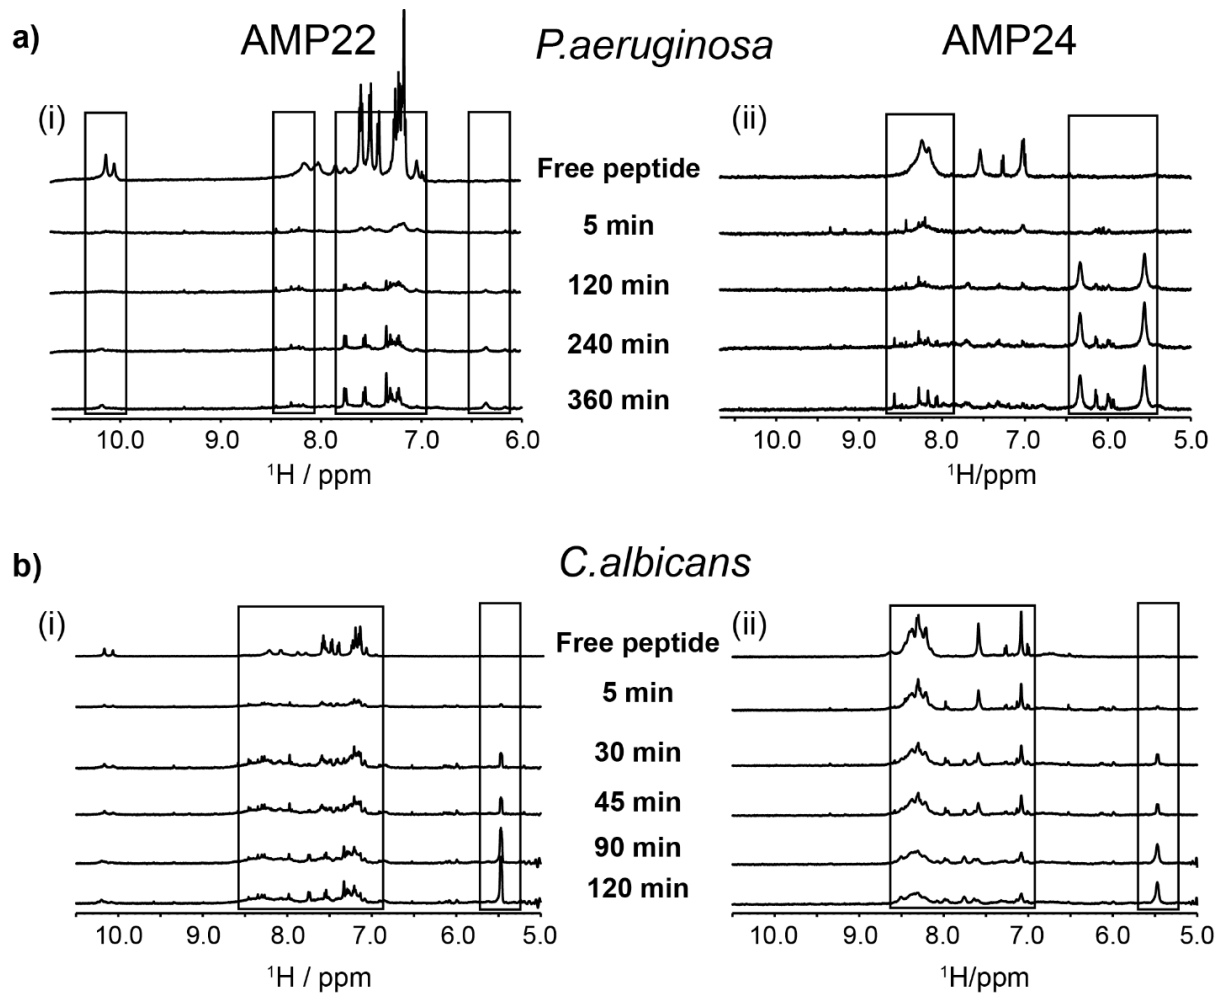 a) AMP22 P.aeruginosa AMP24
(i) (ii)
Free peptide
5 min
120 min
240 min
360 min
10.0 9.0 8.0 7.0 6.0 10.0 9.0 8.0 7.0 6.0 5.0
¹H / ppm ¹H/ppm
b) C.albicans
(i) (ii)
Free peptide
5 min
30 min
45 min
90 min
120 min
10.0 9.0 8.0 7.0 6.0 5.0 10.0 9.0 8.0 7.0 6.0 5.0
¹H / ppm ¹H/ppm